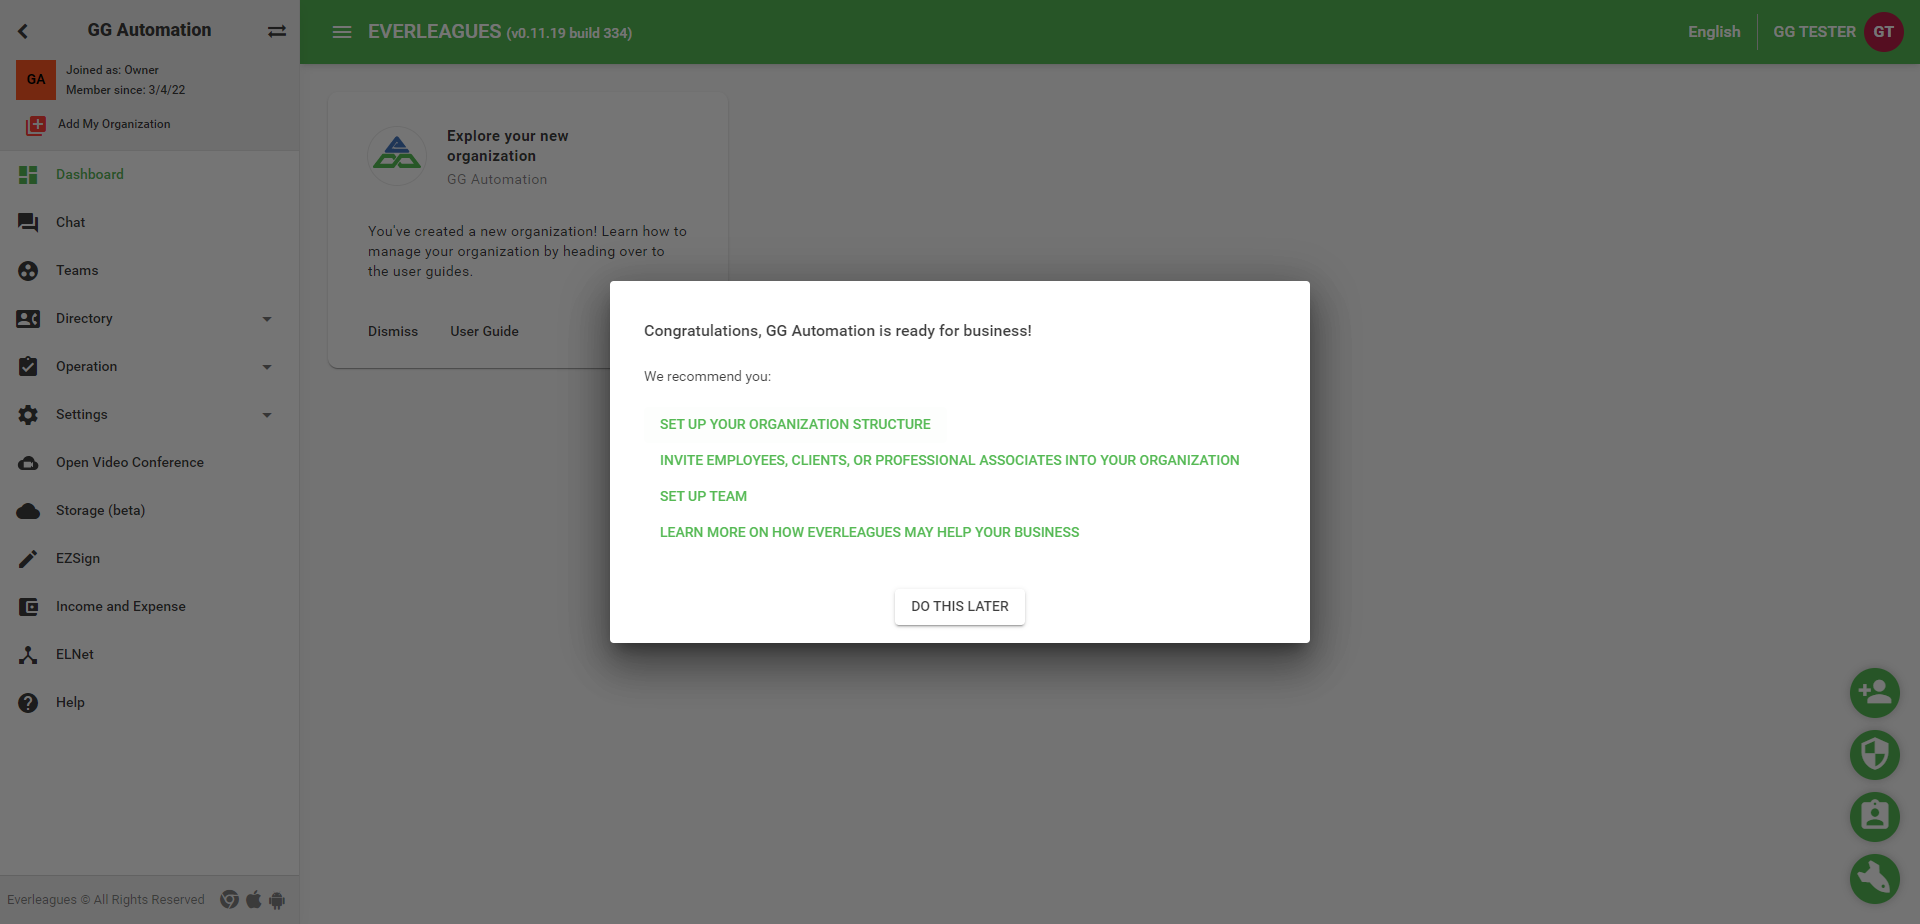 GG Automation
GA
Joined as: Owner
Member since: 3/4/22
Add My Organization
Dashboard
Chat
Teams
Directory
Operation
Settings
Open Video Conference
Storage (beta)
EZSign
Income and Expense
ELNet
Help
Everleagues © All Rights Reserved
EVERLEAGUES (v0.11.19 build 334)
English
GG TESTER
GT
Explore your new
organization
GG Automation
You've created a new organization! Learn how to
manage your organization by heading over to
the user guides.
Dismiss
User Guide
Congratulations, GG Automation is ready for business!
We recommend you:
SET UP YOUR ORGANIZATION STRUCTURE
INVITE EMPLOYEES, CLIENTS, OR PROFESSIONAL ASSOCIATES INTO YOUR ORGANIZATION
SET UP TEAM
LEARN MORE ON HOW EVERLEAGUES MAY HELP YOUR BUSINESS
DO THIS LATER